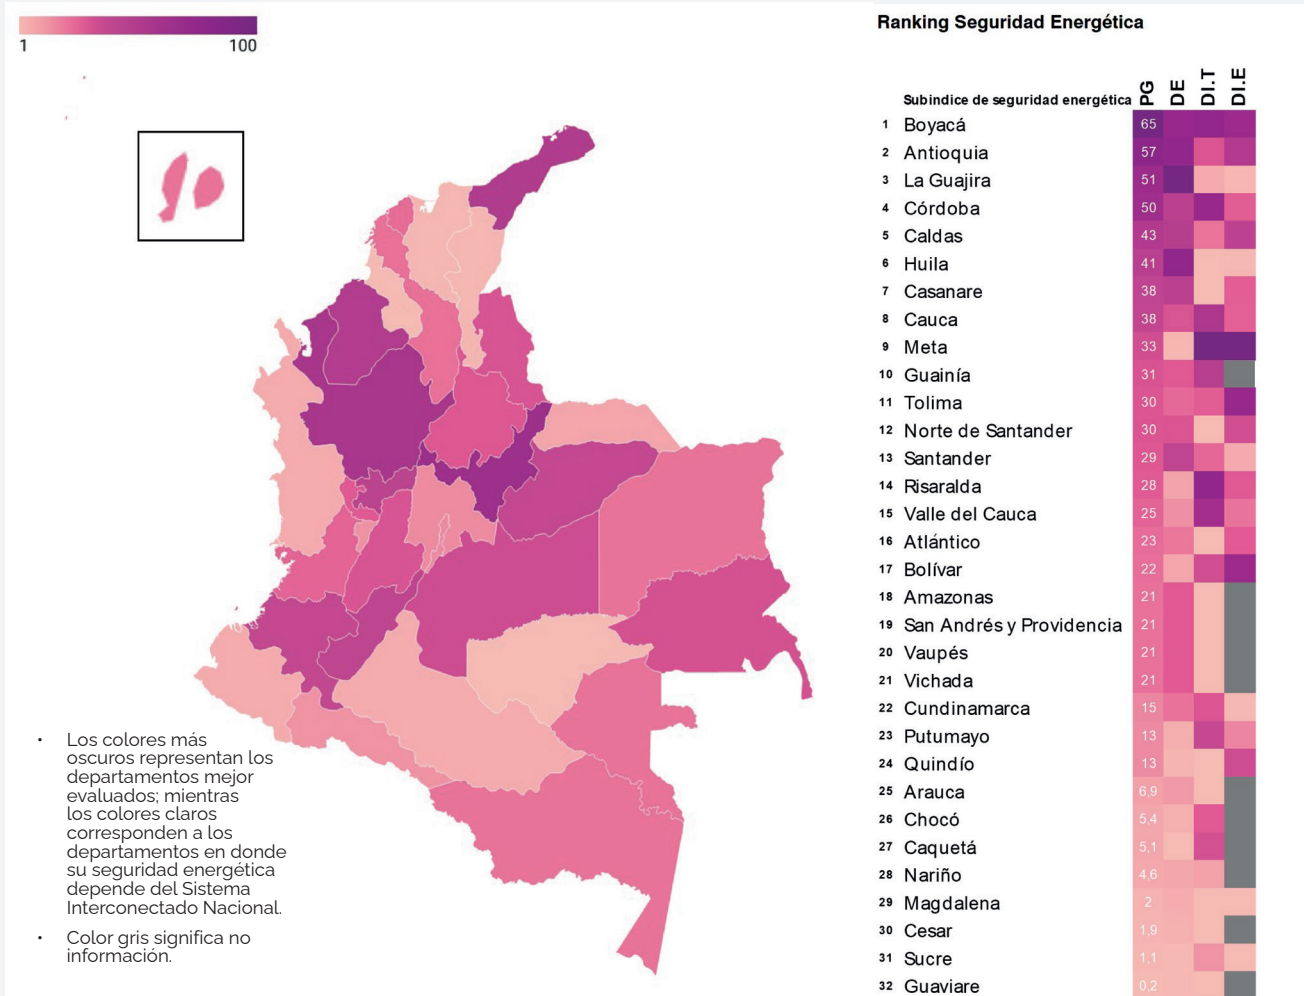 1 100
Ranking Seguridad Energética
Subindice de seguridad energética PG DE DI.T DI.E
1 Boyacá 65
2 Antioquia 57
3 La Guajira 51
4 Córdoba 50
5 Caldas 43
6 Huila 41
7 Casanare 38
8 Cauca 38
9 Meta 33
10 Guainía 31
11 Tolima 30
12 Norte de Santander 30
13 Santander 29
14 Risaralda 28
15 Valle del Cauca 25
16 Atlántico 23
17 Bolívar 22
18 Amazonas 21
19 San Andrés y Providencia 21
20 Vaupés 21
21 Vichada 21
22 Cundinamarca 15
23 Putumayo 13
24 Quindío 13
25 Arauca 6,9
26 Chocó 5,4
27 Caquetá 5,1
28 Nariño 4,6
29 Magdalena 2
30 Cesar 1,9
31 Sucre 1,1
32 Guaviare 0,2
• Los colores más
oscuros representan los
departamentos mejor
evaluados; mientras
los colores claros
corresponden a los
departamentos en donde
su seguridad energética
depende del Sistema
Interconectado Nacional.
• Color gris significa no
información.